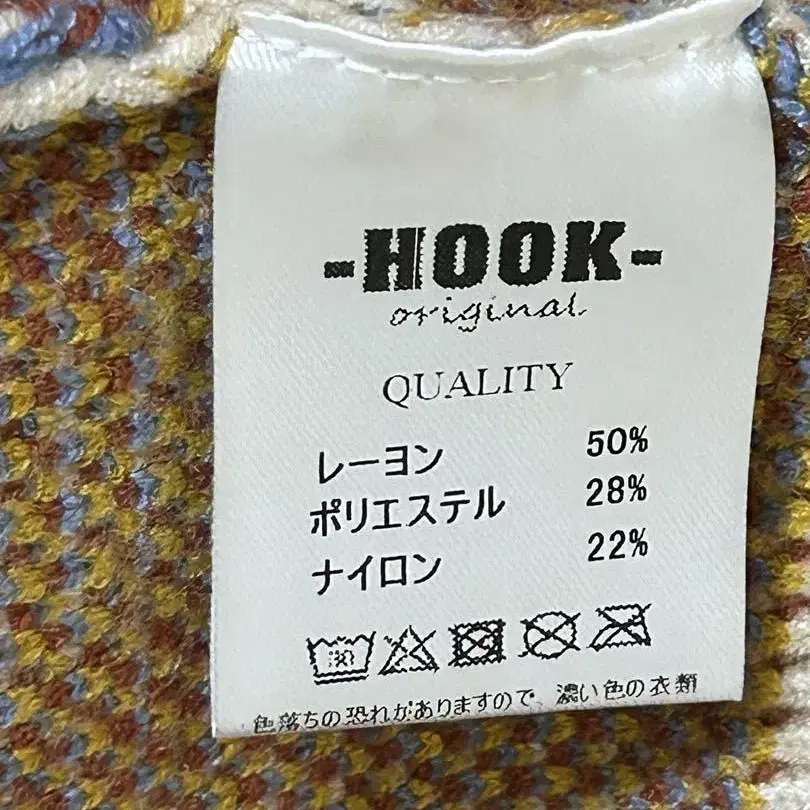 -HOOK-
original
QUALITY
レーヨン 50%
ポリエステル 28%
ナイロン 22%
色落ちの恐れがありますので 濃い色の衣類